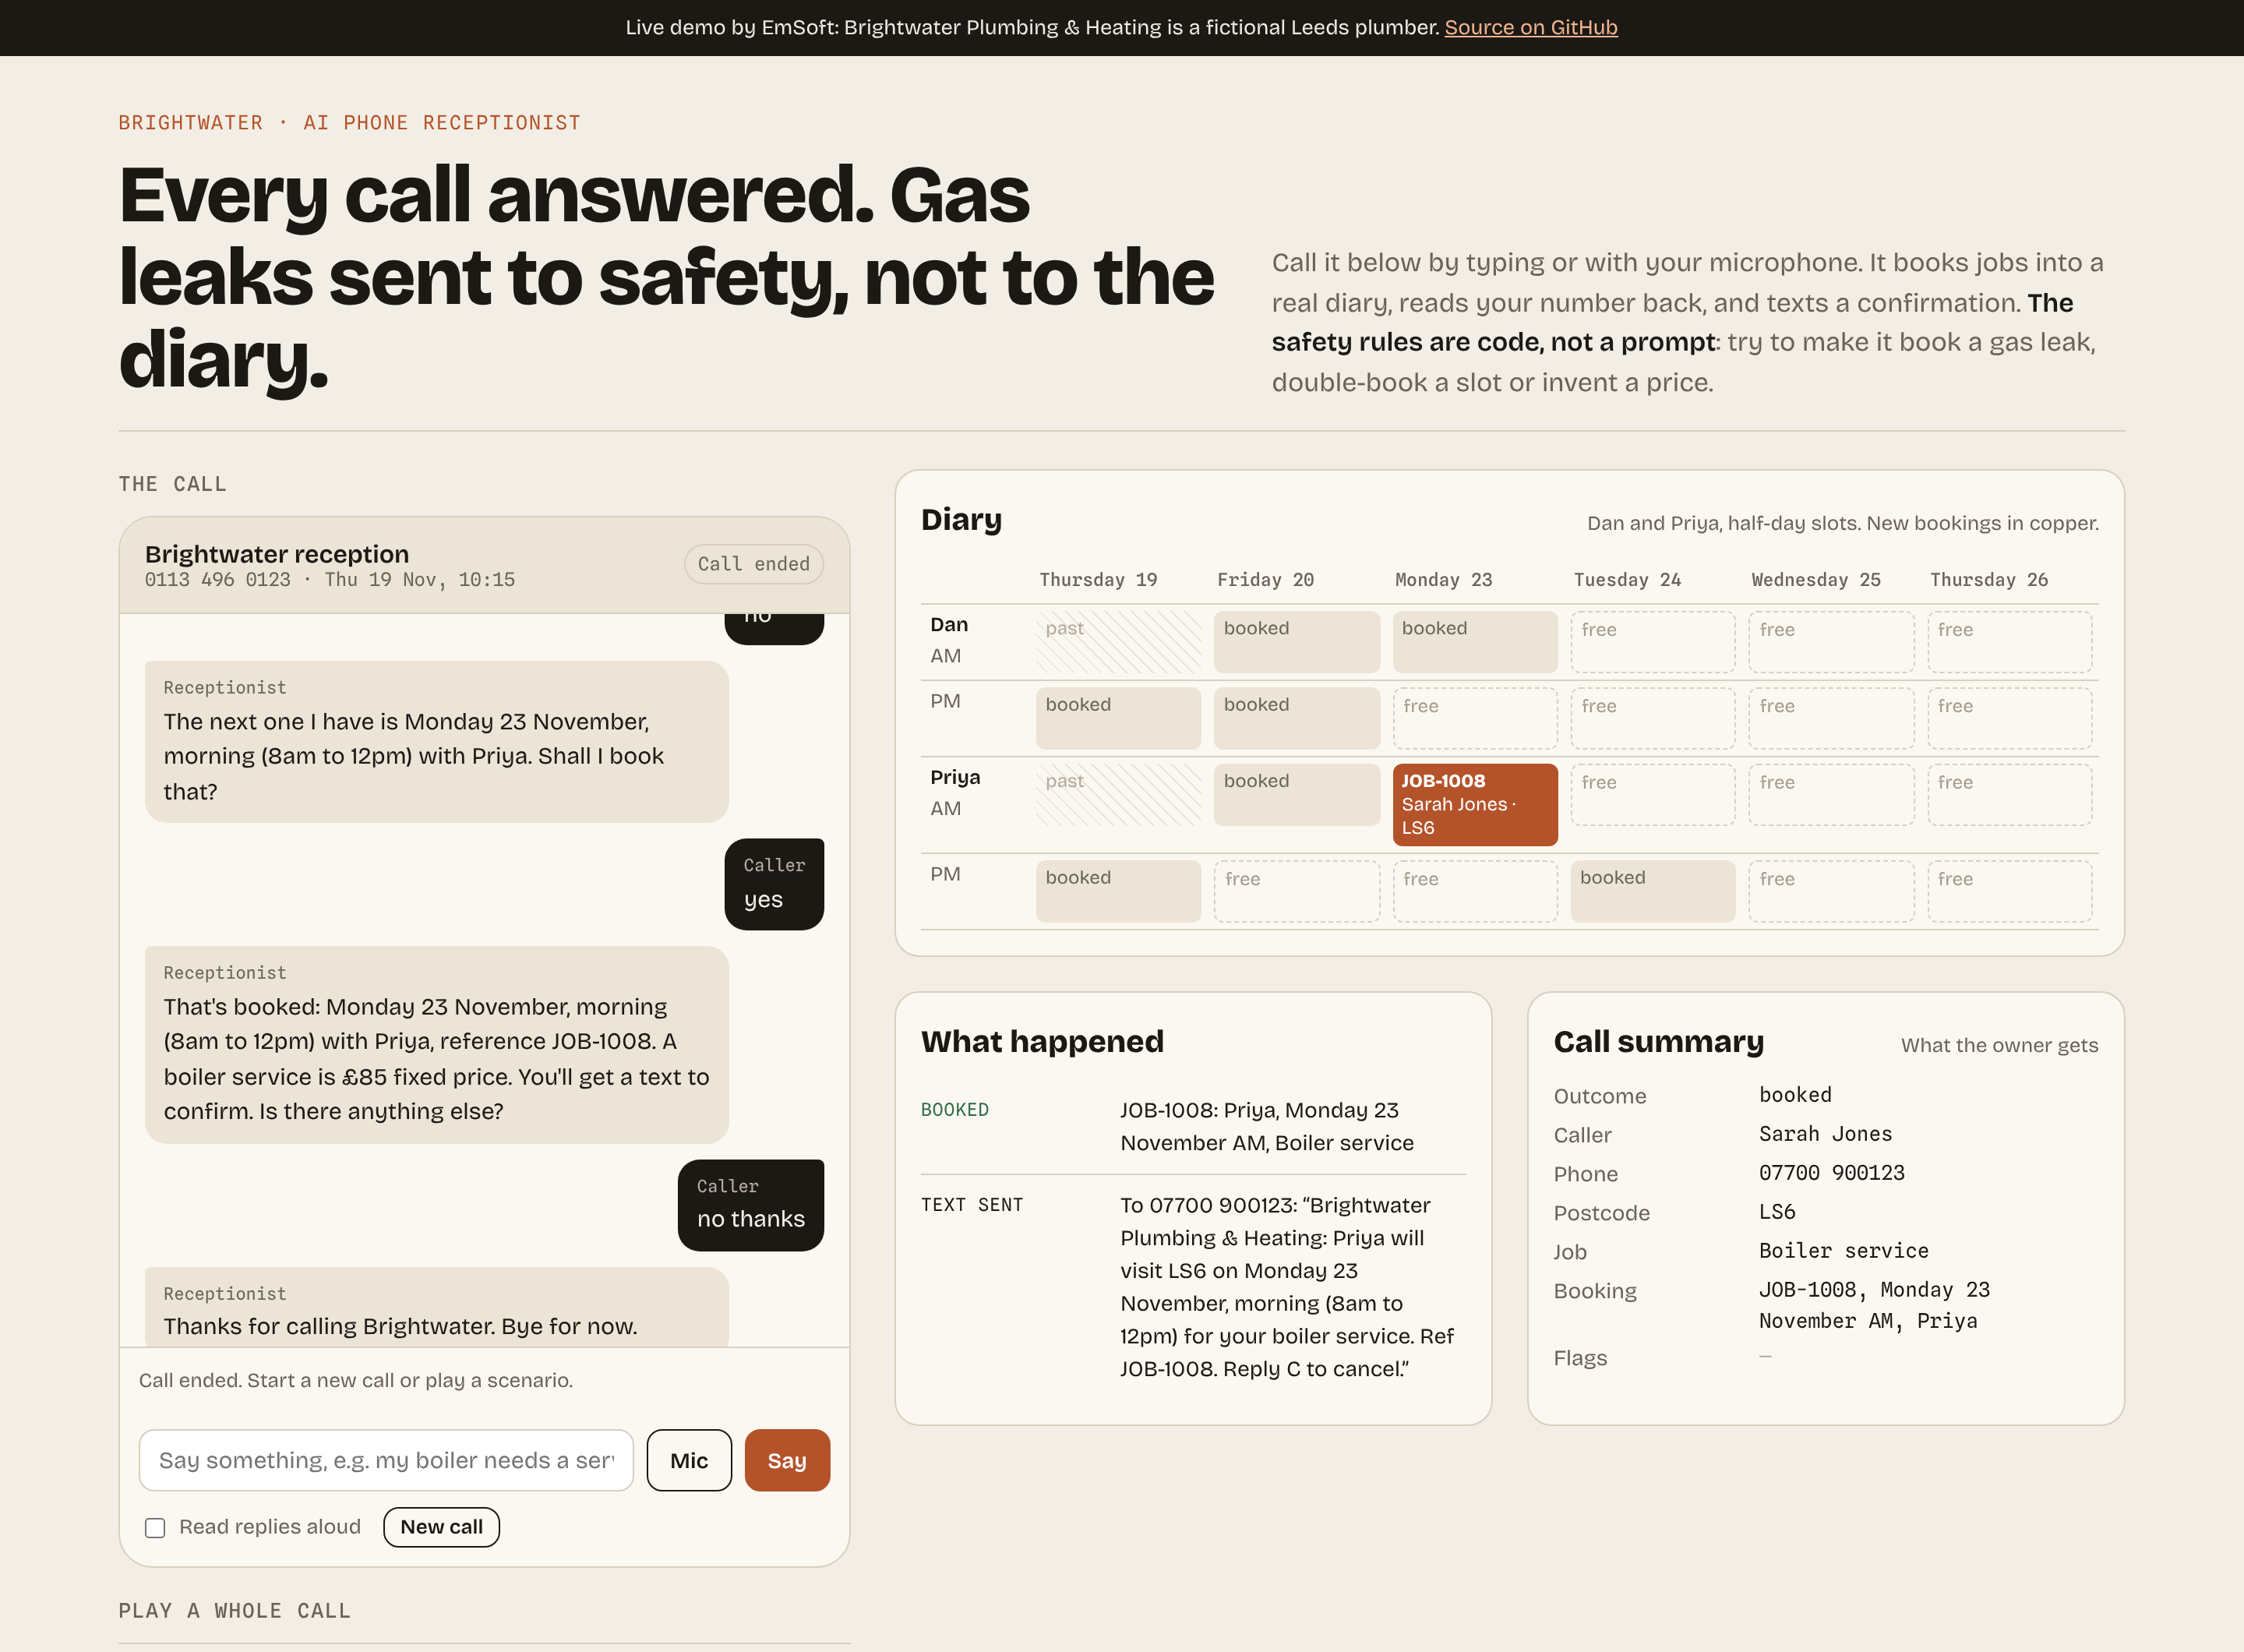 Live demo by EmSoft: Brightwater Plumbing & Heating is a fictional Leeds plumber. Source on GitHub
BRIGHTWATER · AI PHONE RECEPTIONIST
Every call answered. Gas
leaks sent to safety, not to the
diary.
Call it below by typing or with your microphone. It books jobs into a
real diary, reads your number back, and texts a confirmation. The
safety rules are code, not a prompt: try to make it book a gas leak,
double-book a slot or invent a price.
THE CALL
Brightwater reception
0113 496 0123 · Thu 19 Nov, 10:15
Call ended
no
Receptionist
The next one I have is Monday 23 November,
morning (8am to 12pm) with Priya. Shall I book
that?
Caller
yes
Receptionist
That's booked: Monday 23 November, morning
(8am to 12pm) with Priya, reference JOB-1008. A
boiler service is £85 fixed price. You'll get a text to
confirm. Is there anything else?
Caller
no thanks
Receptionist
Thanks for calling Brightwater. Bye for now.
Call ended. Start a new call or play a scenario.
Say something, e.g. my boiler needs a ser
Mic
Say
Read replies aloud
New call
PLAY A WHOLE CALL
Diary
Dan and Priya, half-day slots. New bookings in copper.
Thursday 19 Friday 20 Monday 23 Tuesday 24 Wednesday 25 Thursday 26
Dan
AM
past booked booked free free free
PM booked booked free free free free
Priya
AM
past booked JOB-1008 free free free
Sarah Jones ·
LS6
PM booked free free booked free free
What happened
BOOKED
JOB-1008: Priya, Monday 23
November AM, Boiler service
TEXT SENT
To 07700 900123: “Brightwater
Plumbing & Heating: Priya will
visit LS6 on Monday 23
November, morning (8am to
12pm) for your boiler service. Ref
JOB-1008. Reply C to cancel.”
Call summary
What the owner gets
Outcome booked
Caller Sarah Jones
Phone 07700 900123
Postcode LS6
Job Boiler service
Booking JOB-1008, Monday 23
November AM, Priya
Flags —